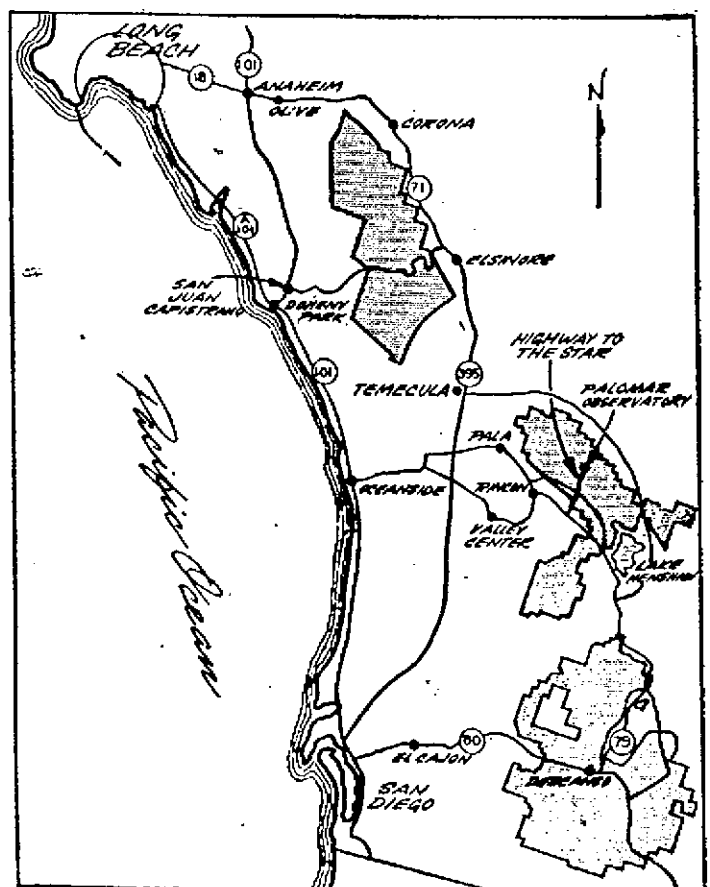 LONG
BEACH
18
101
ANAHEIM
OLIVE
CORONA
N
71
A
101
ELSINORE
SAN
JUAN
CAPISTRANO
DOHENY
PARK
HIGHWAY TO
THE STAR
101
395
TEMECULA
PALOMAR
OBSERVATORY
PALA
OCEANSIDE
RINCON
VALLEY
CENTER
LAKE
HENSHAW
Pacific Ocean
80
79
EL CAJON
DESCANSO
SAN
DIEGO